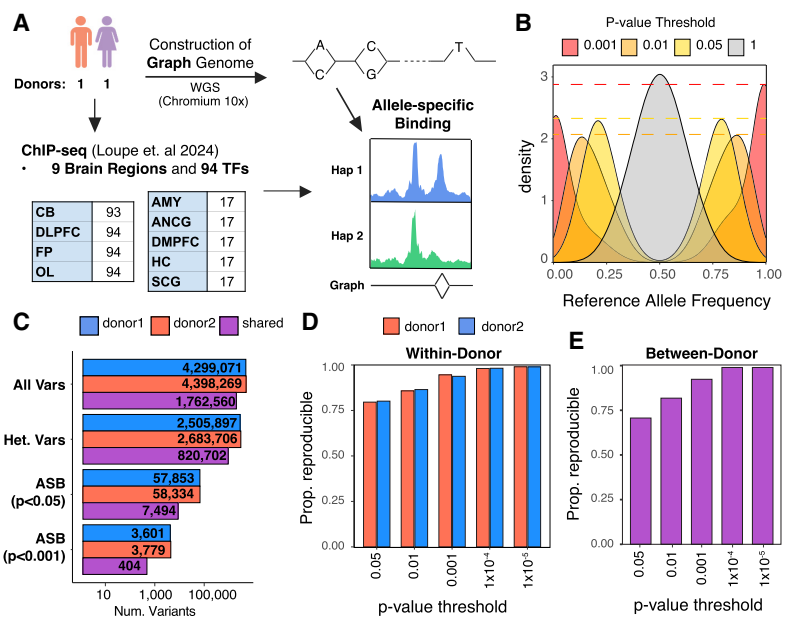 A
Donors: 1 1
Construction of
Graph Genome
WGS
(Chromium 10x)
A
C
C
G
T
ChIP-seq (Loupe et. al 2024)
• 9 Brain Regions and 94 TFs
CB 93
DLPFC 94
FP 94
OL 94
AMY 17
ANCG 17
DMPFC 17
HC 17
SCG 17
Allele-specific
Binding
Hap 1
Hap 2
Graph
B
P-value Threshold
0.001 0.01 0.05 1
density
3
2
1
0
0.00 0.25 0.50 0.75 1.00
Reference Allele Frequency
C
donor1 donor2 shared
All Vars
4,299,071
4,398,269
1,762,560
Het. Vars
2,505,897
2,683,706
820,702
ASB
(p<0.05)
57,853
58,334
7,494
ASB
(p<0.001)
3,601
3,779
404
10 1,000 100,000
Num. Variants
D
donor1 donor2
Within-Donor
Prop. reproducible
1.00
0.75
0.50
0.25
0.00
0.05 0.01 0.001 1x10⁻⁴ 1x10⁻⁵
p-value threshold
E
Between-Donor
Prop. reproducible
1.00
0.75
0.50
0.25
0.00
0.05 0.01 0.001 1x10⁻⁴ 1x10⁻⁵
p-value threshold